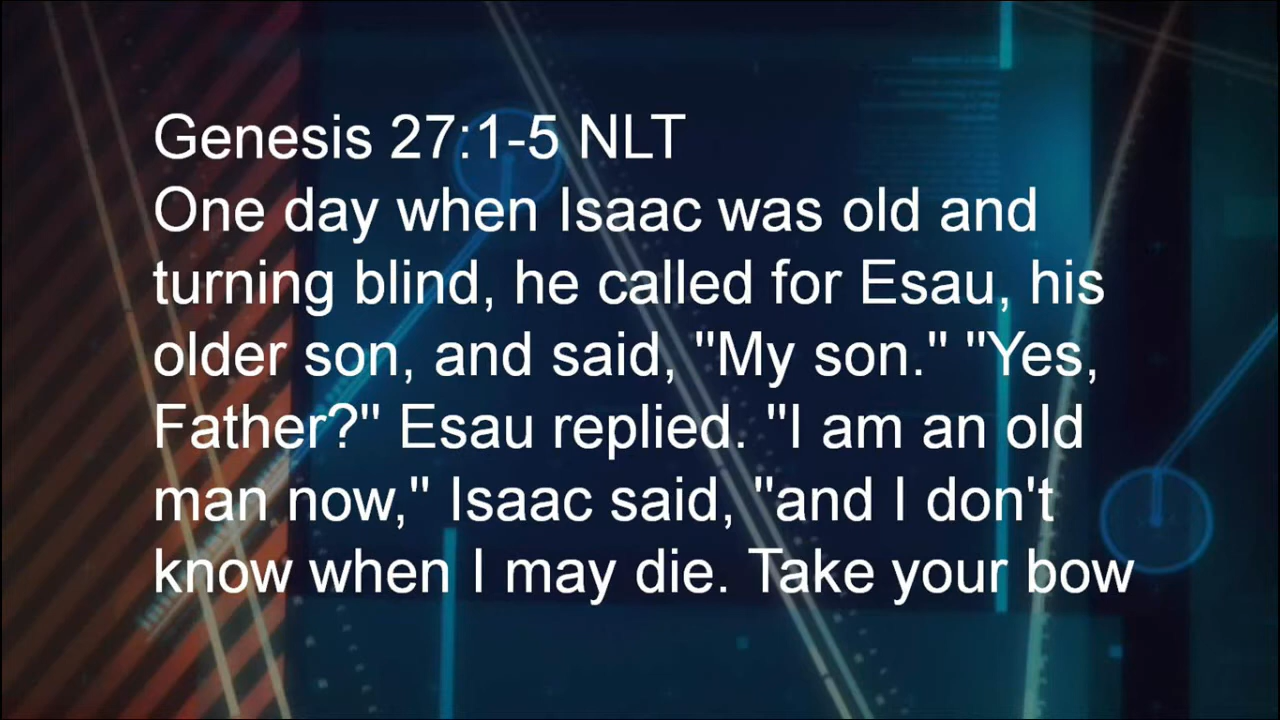 Genesis 27:1-5 NLT
One day when Isaac was old and
turning blind, he called for Esau, his
older son, and said, "My son." "Yes,
Father?" Esau replied. "I am an old
man now," Isaac said, "and I don't
know when I may die. Take your bow